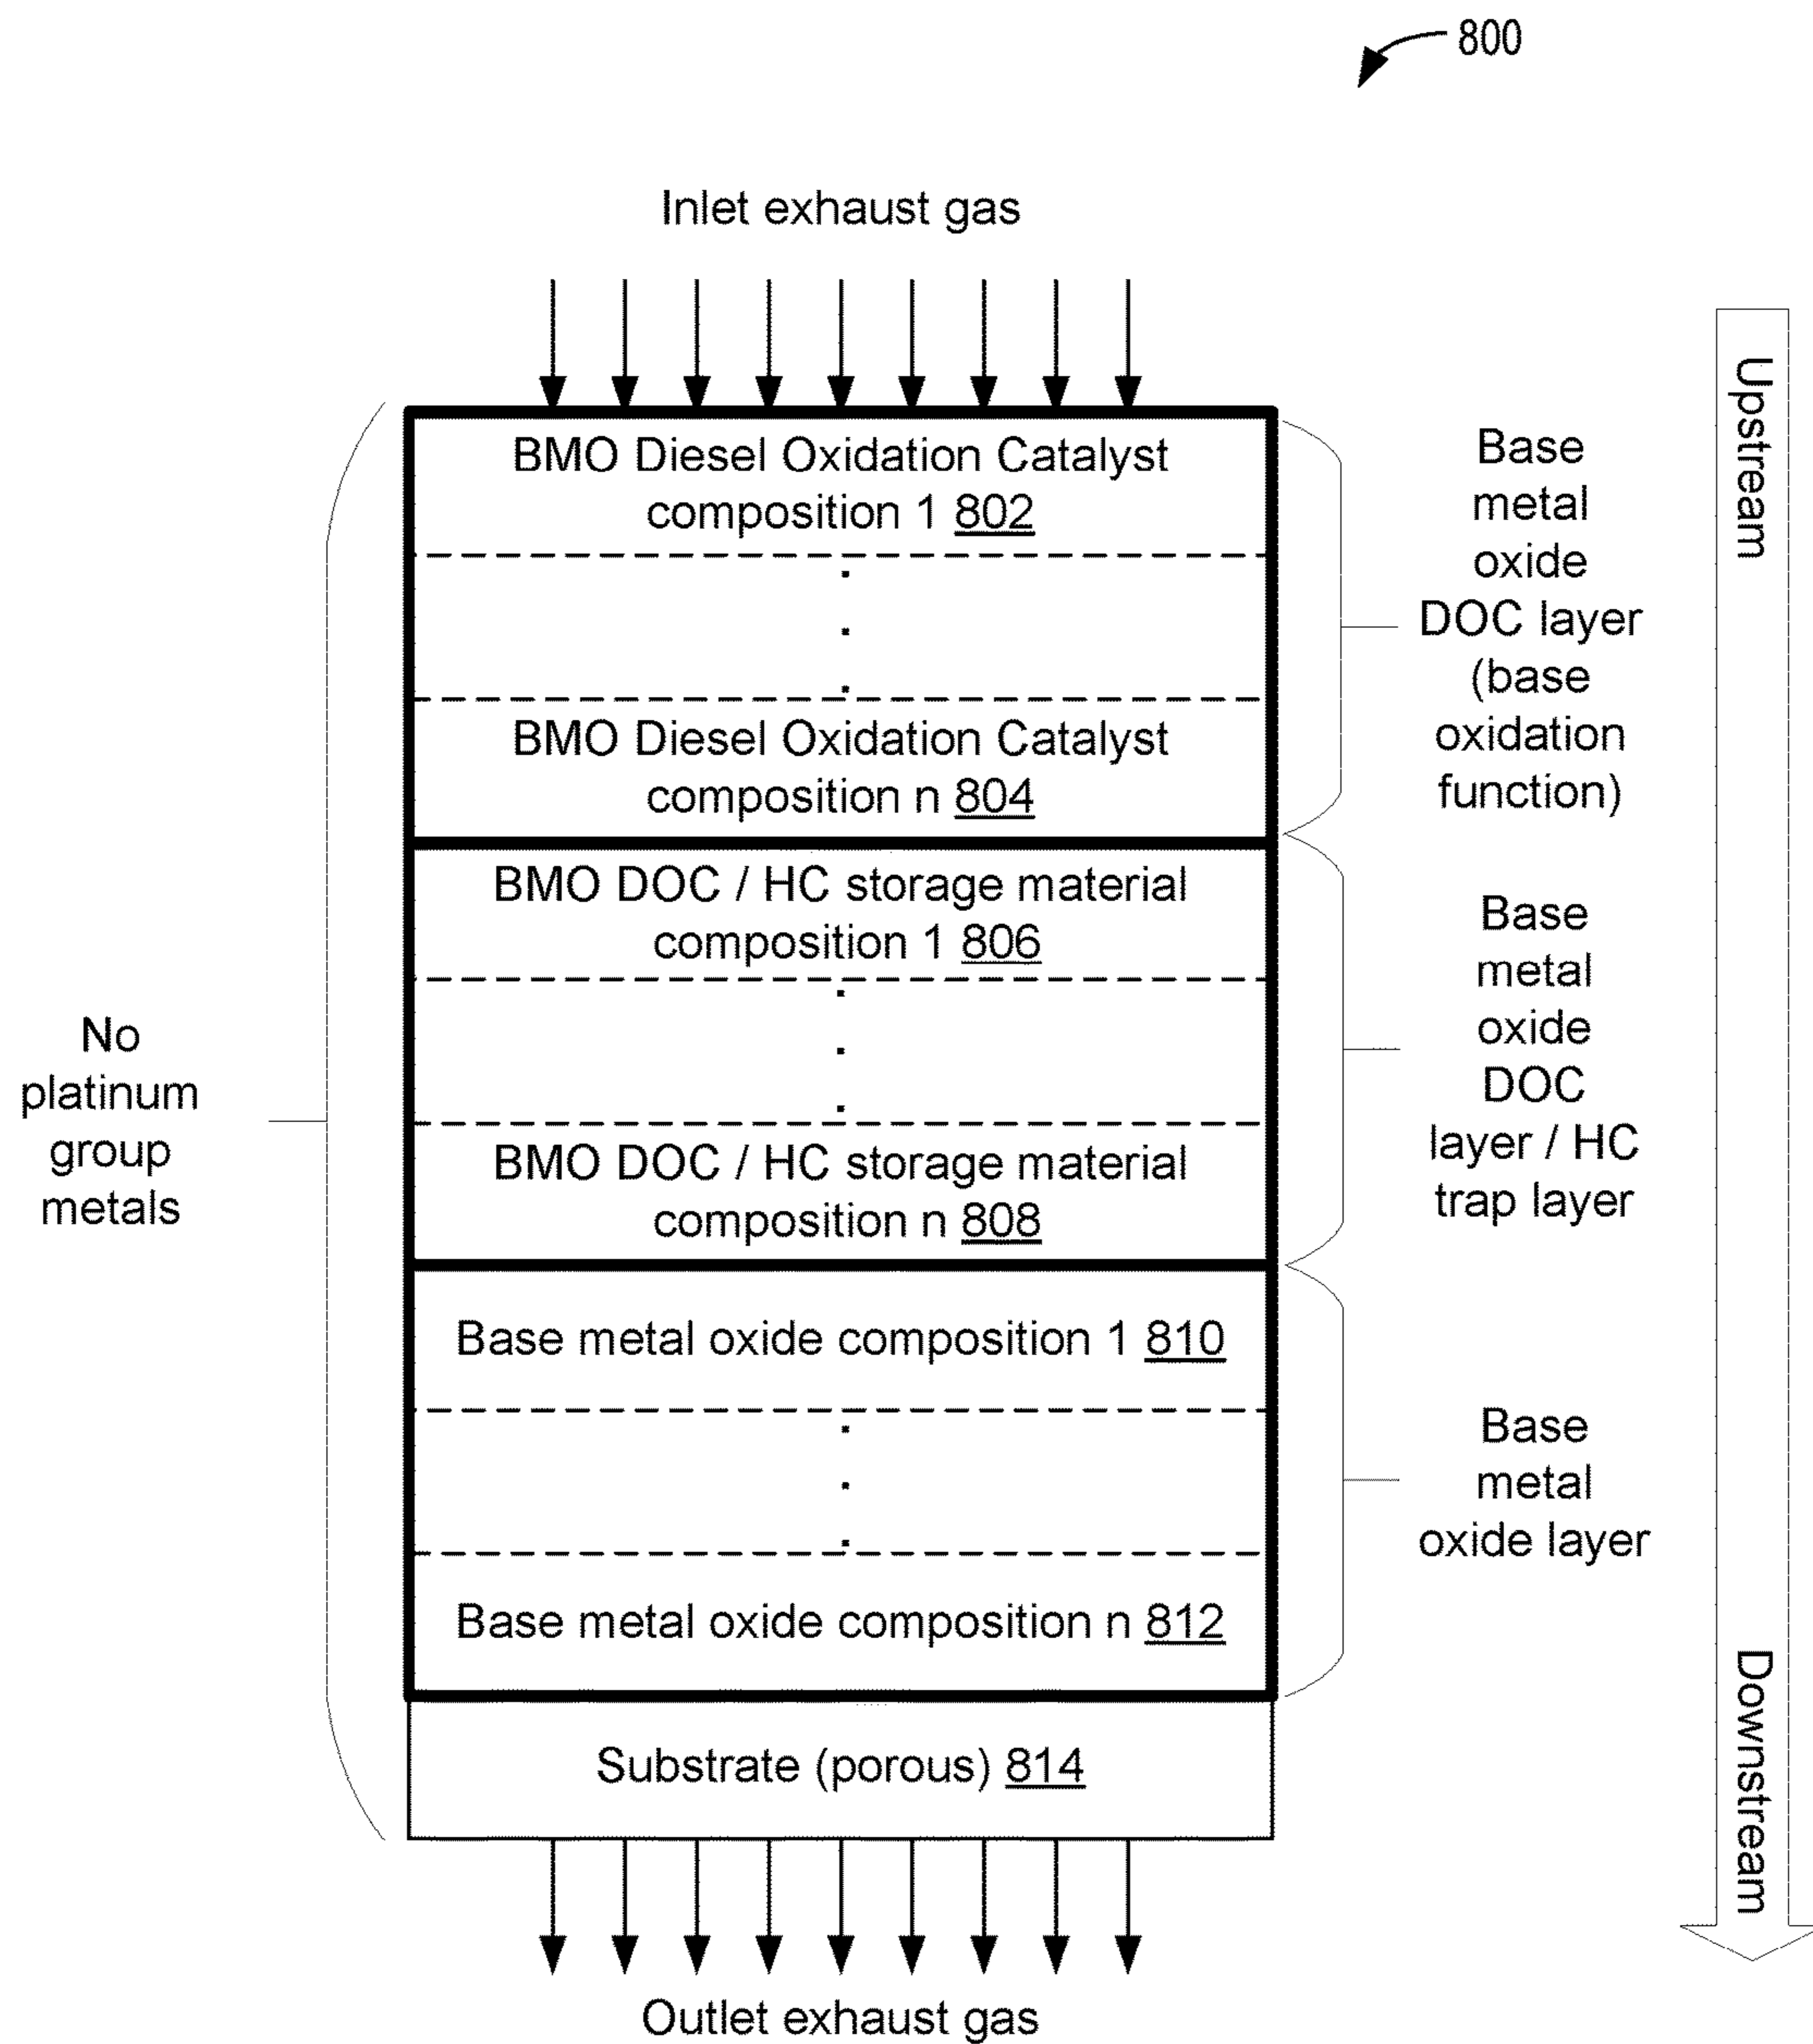 800
Inlet exhaust gas
BMO Diesel Oxidation Catalyst
composition 1 802
.
.
.
BMO Diesel Oxidation Catalyst
composition n 804
BMO DOC / HC storage material
composition 1 806
.
.
.
BMO DOC / HC storage material
composition n 808
Base metal oxide composition 1 810
.
.
.
Base metal oxide composition n 812
Substrate (porous) 814
Outlet exhaust gas
No
platinum
group
metals
Base
metal
oxide
DOC layer
(base
oxidation
function)
Base
metal
oxide
DOC
layer / HC
trap layer
Base
metal
oxide layer
Upstream
Downstream